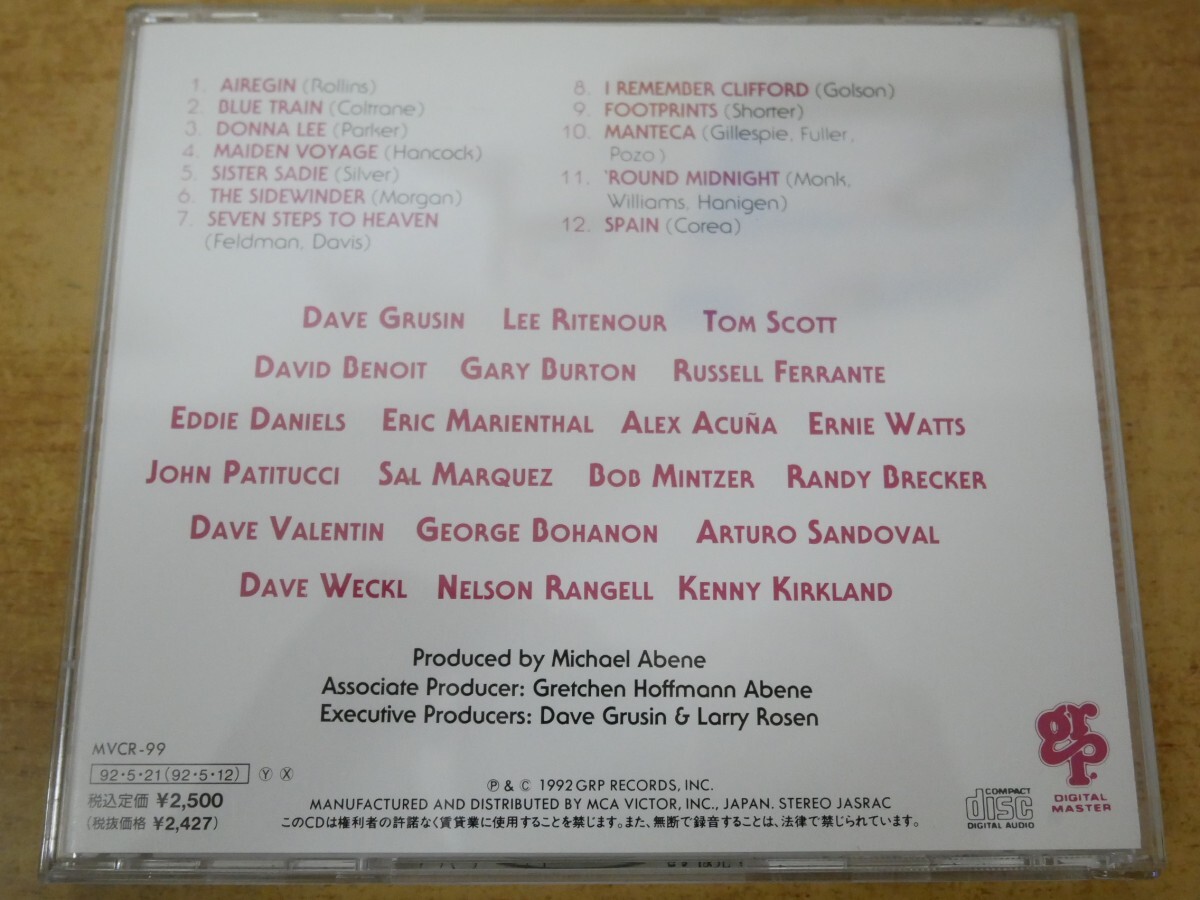 1. AIREGIN (Rollins)
2. BLUE TRAIN (Coltrane)
3. DONNA LEE (Parker)
4. MAIDEN VOYAGE (Hancock)
5. SISTER SADIE (Silver)
6. THE SIDEWINDER (Morgan)
7. SEVEN STEPS TO HEAVEN
(Feldman, Davis)
8. I REMEMBER CLIFFORD (Golson)
9. FOOTPRINTS (Shorter)
10. MANTECA (Gillespie, Fuller,
Pozo)
11. 'ROUND MIDNIGHT (Monk,
Williams, Hanigen)
12. SPAIN (Corea)
DAVE GRUSIN LEE RITENOUR TOM SCOTT
DAVID BENOIT GARY BURTON RUSSELL FERRANTE
EDDIE DANIELS ERIC MARIENTHAL ALEX ACUÑA ERNIE WATTS
JOHN PATITUCCI SAL MARQUEZ BOB MINTZER RANDY BRECKER
DAVE VALENTIN GEORGE BOHANON ARTURO SANDOVAL
DAVE WECKL NELSON RANGELL KENNY KIRKLAND
Produced by Michael Abene
Associate Producer: Gretchen Hoffmann Abene
Executive Producers: Dave Grusin & Larry Rosen
MVCR-99
92・5・21(92・5・12) Ⓨ Ⓧ
税込定価 ¥2,500
(税抜価格 ¥2,427)
Ⓟ & © 1992 GRP RECORDS, INC.
MANUFACTURED AND DISTRIBUTED BY MCA VICTOR, INC., JAPAN. STEREO JASRAC
このCDは権利者の許諾なく賃貸業に使用することを禁じます。また、無断で録音することは、法律で禁じられています。
COMPACT
disc
DIGITAL AUDIO
grp
DIGITAL
MASTER